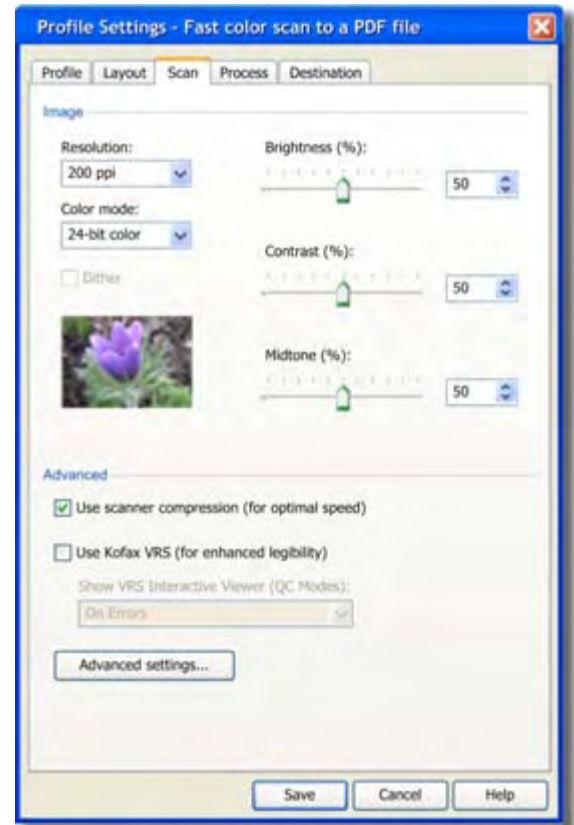 Profile Settings - Fast color scan to a PDF file
Profile Layout Scan Process Destination
Image
Resolution:
200 ppi
Color mode:
24-bit color
Dither
Brightness (%):
50
Contrast (%):
50
Midtone (%):
50
Advanced
Use scanner compression (for optimal speed)
Use Kofax VRS (for enhanced legibility)
Show VRS Interactive Viewer (QC Modes):
On Errors
Advanced settings...
Save Cancel Help